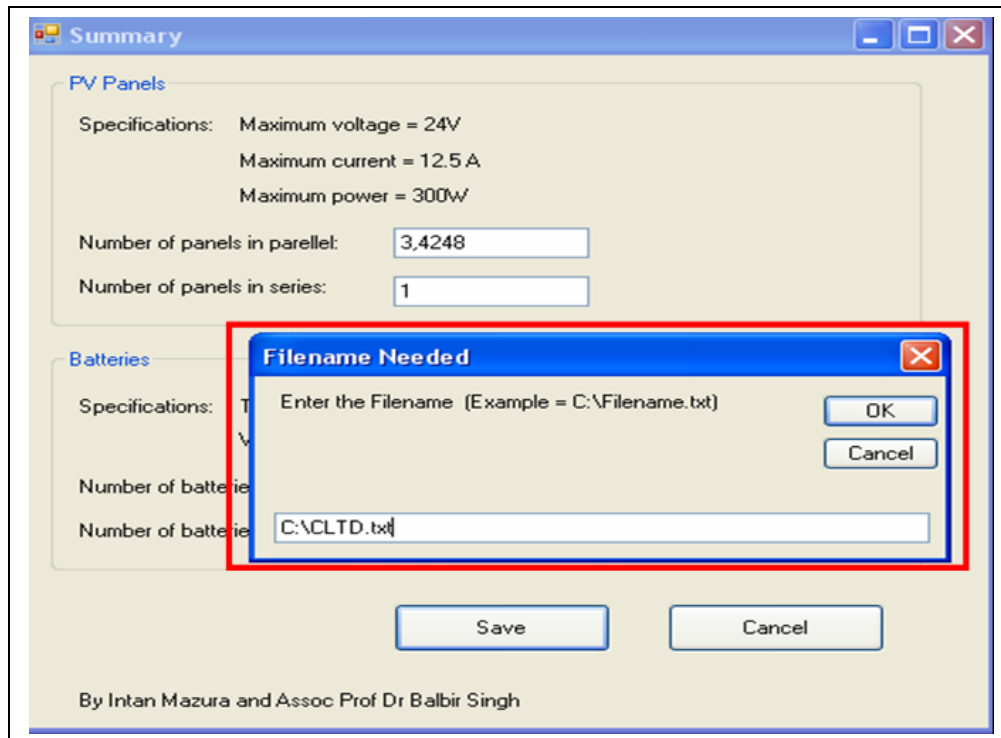 Summary
PV Panels
Specifications: Maximum voltage = 24V
Maximum current = 12.5 A
Maximum power = 300W
Number of panels in parellel: 3,4248
Number of panels in series: 1
Batteries
Specifications:
Number of
Number of
Filename Needed
Enter the Filename (Example = C:\Filename.txt)
OK
Cancel
C:\CLTD.txt
Save Cancel
By Intan Mazura and Assoc Prof Dr Balbir Singh